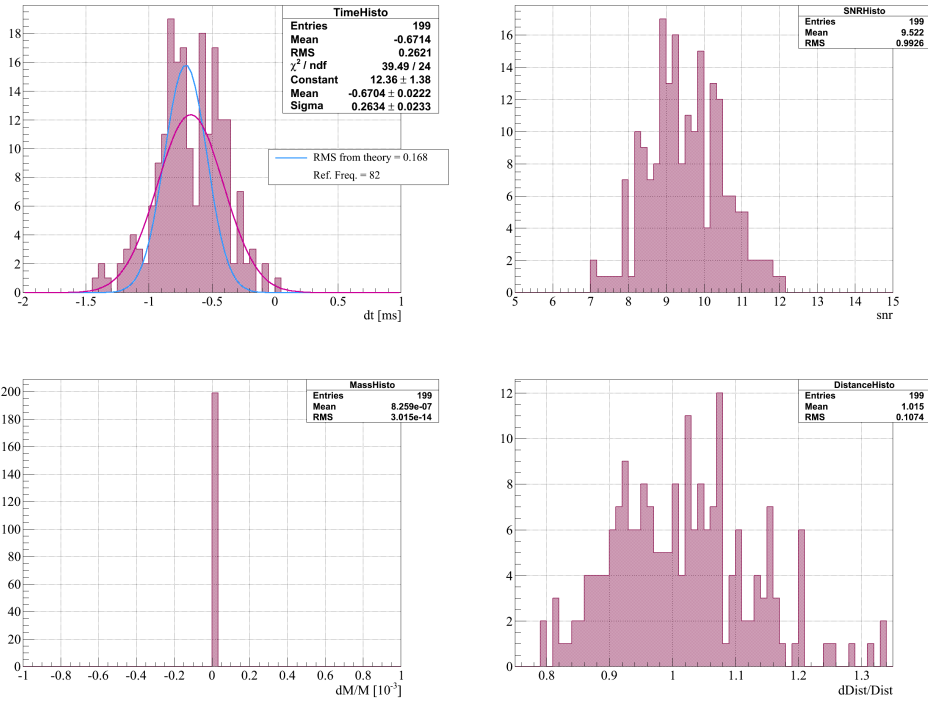 TimeHisto
Entries 199
Mean -0.6714
RMS 0.2621
χ² / ndf 39.49 / 24
Constant 12.36 ± 1.38
Mean -0.6704 ± 0.0222
Sigma 0.2634 ± 0.0233
RMS from theory = 0.168
Ref. Freq. = 82
18
16
14
12
10
8
6
4
2
0
-2 -1.5 -1 -0.5 0 0.5 1
dt [ms]
SNRHisto
Entries 199
Mean 9.522
RMS 0.9926
16
14
12
10
8
6
4
2
0
5 6 7 8 9 10 11 12 13 14 15
snr
MassHisto
Entries 199
Mean 8.259e-07
RMS 3.015e-14
200
180
160
140
120
100
80
60
40
20
0
-1 -0.8 -0.6 -0.4 -0.2 0 0.2 0.4 0.6 0.8 1
dM/M [10⁻³]
DistanceHisto
Entries 199
Mean 1.015
RMS 0.1074
12
10
8
6
4
2
0
0.8 0.9 1 1.1 1.2 1.3
dDist/Dist